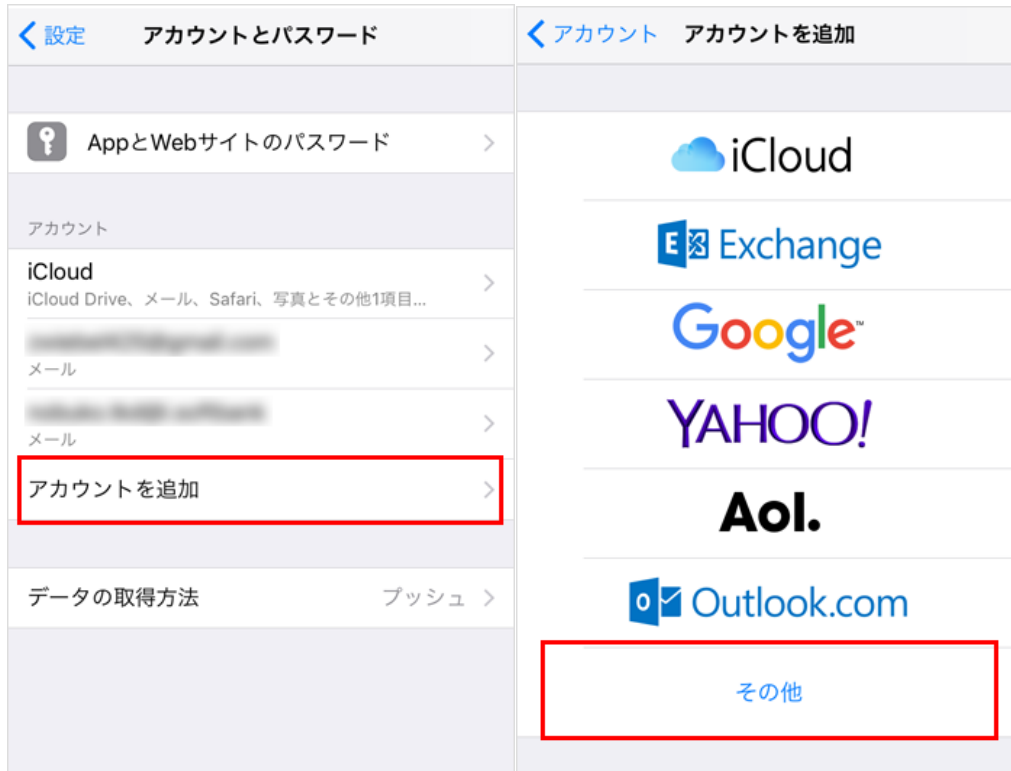 設定
アカウントとパスワード
AppとWebサイトのパスワード
アカウント
iCloud
iCloud Drive、メール、Safari、写真とその他1項目...
メール
メール
アカウントを追加
データの取得方法 プッシュ
アカウント
アカウントを追加
iCloud
E Exchange
Google™
YAHOO!
Aol.
o Outlook.com
その他